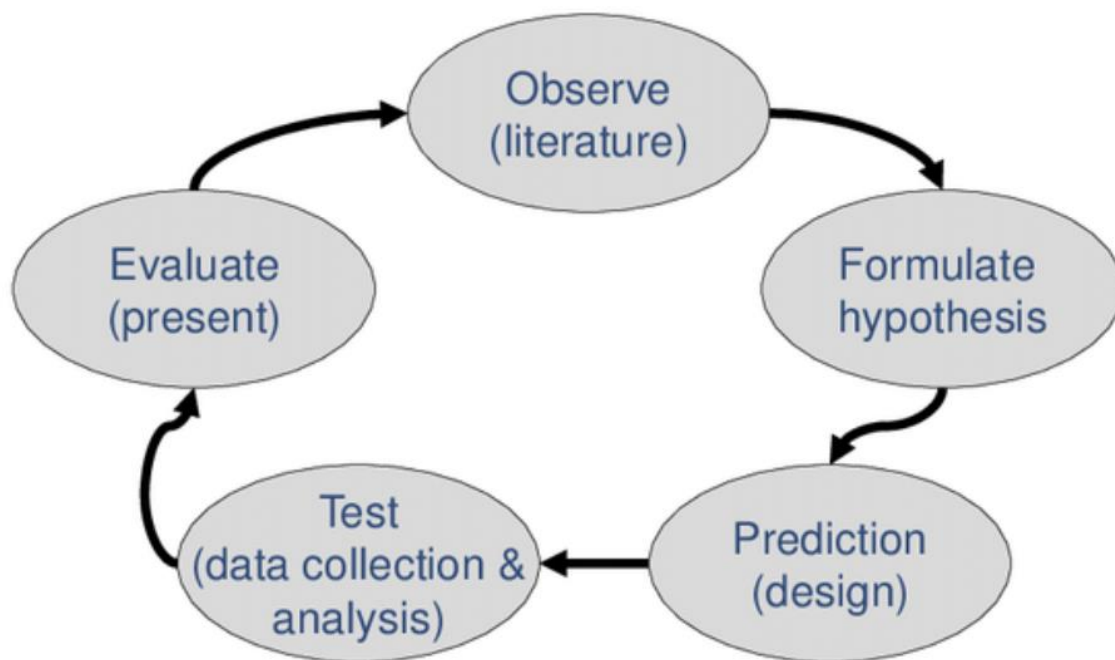 Observe
(literature)
Formulate
hypothesis
Prediction
(design)
Test
(data collection &
analysis)
Evaluate
(present)